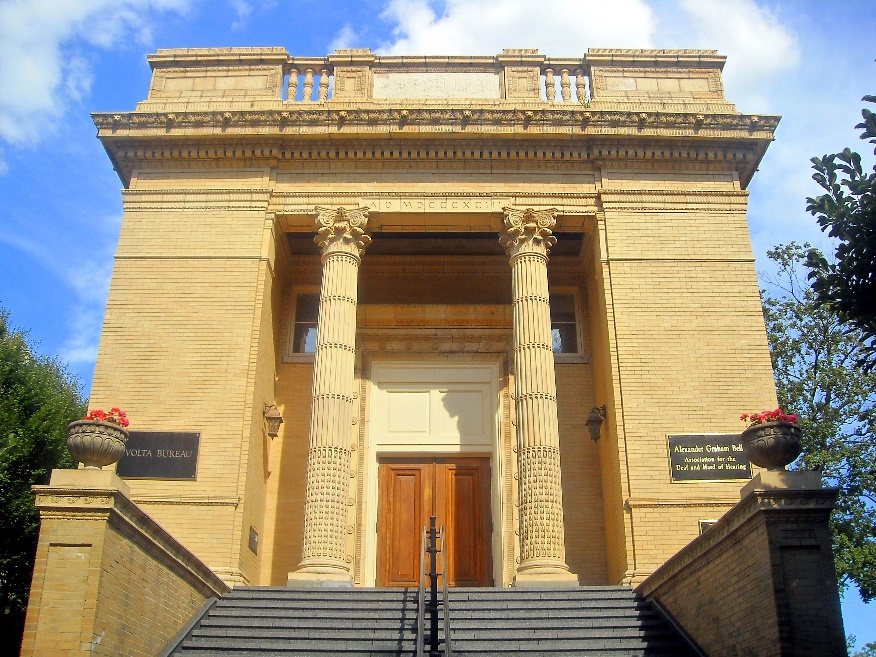 VOLTA BUREAU
Alexander Graham Bell
Association for the
Deaf and Hard of Hearing